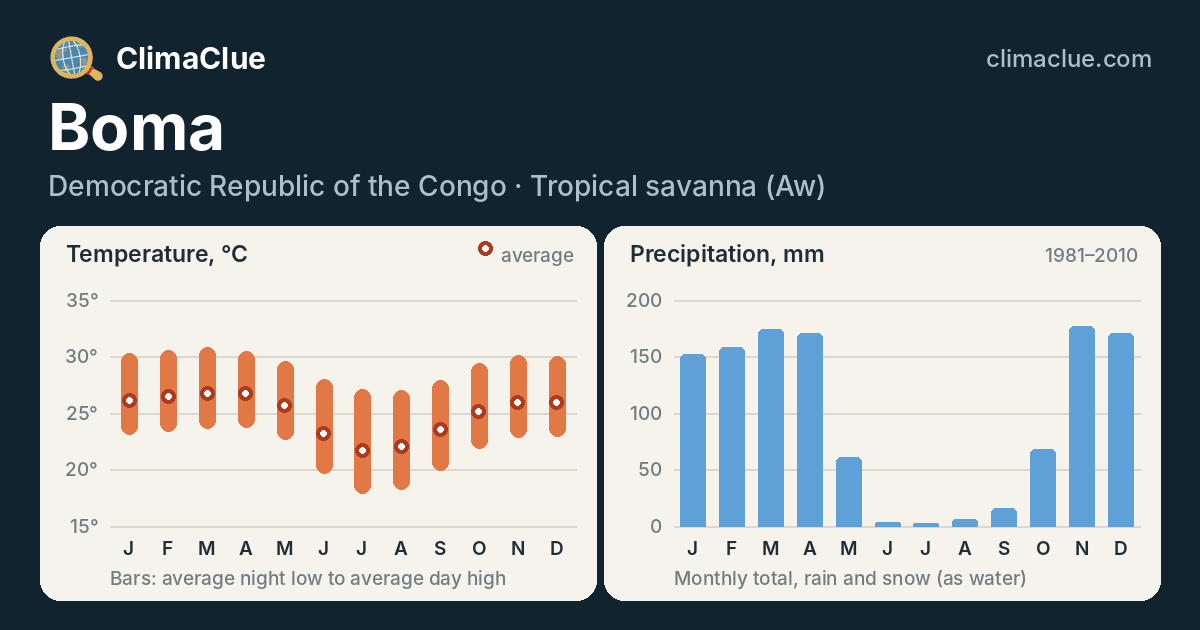 ClimaClue
climaclue.com
Boma
Democratic Republic of the Congo · Tropical savanna (Aw)
Temperature, °C
average
35°
30°
25°
20°
15°
J F M A M J J A S O N D
Bars: average night low to average day high
Precipitation, mm
1981–2010
200
150
100
50
0
J F M A M J J A S O N D
Monthly total, rain and snow (as water)